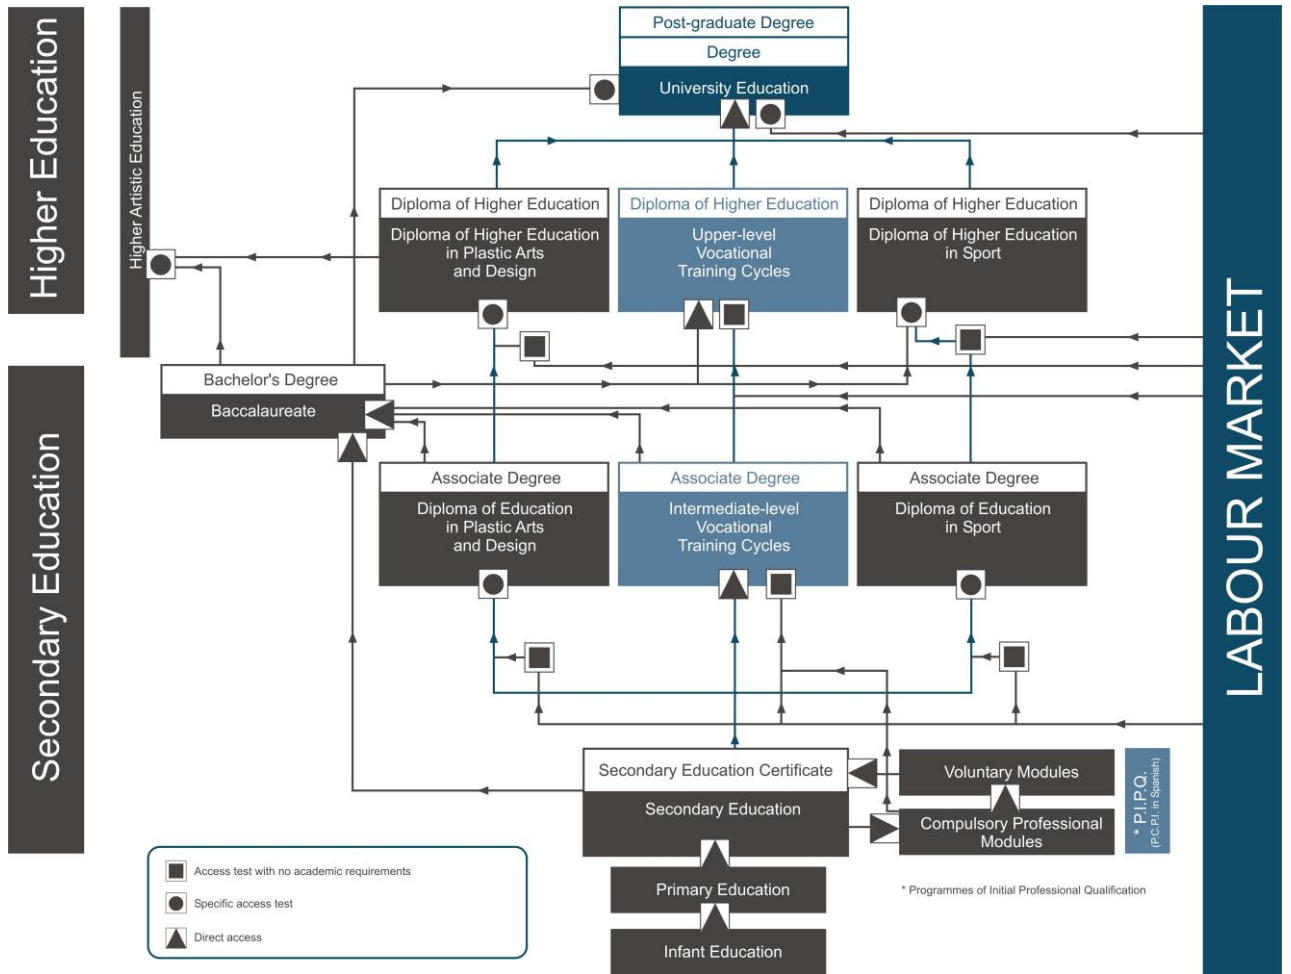 Higher Education
Secondary Education
Higher Artistic Education
Post-graduate Degree
Degree
University Education
Diploma of Higher Education
Diploma of Higher Education
in Plastic Arts
and Design
Diploma of Higher Education
Upper-level
Vocational
Training Cycles
Diploma of Higher Education
Diploma of Higher Education
in Sport
Bachelor's Degree
Baccalaureate
Associate Degree
Diploma of Education
in Plastic Arts
and Design
Associate Degree
Intermediate-level
Vocational
Training Cycles
Associate Degree
Diploma of Education
in Sport
Secondary Education Certificate
Secondary Education
Voluntary Modules
Compulsory Professional
Modules
* P.I.P.Q.
(P.C.P.I. in Spanish)
Primary Education
Infant Education
* Programmes of Initial Professional Qualification
Access test with no academic requirements
Specific access test
Direct access
LABOUR MARKET